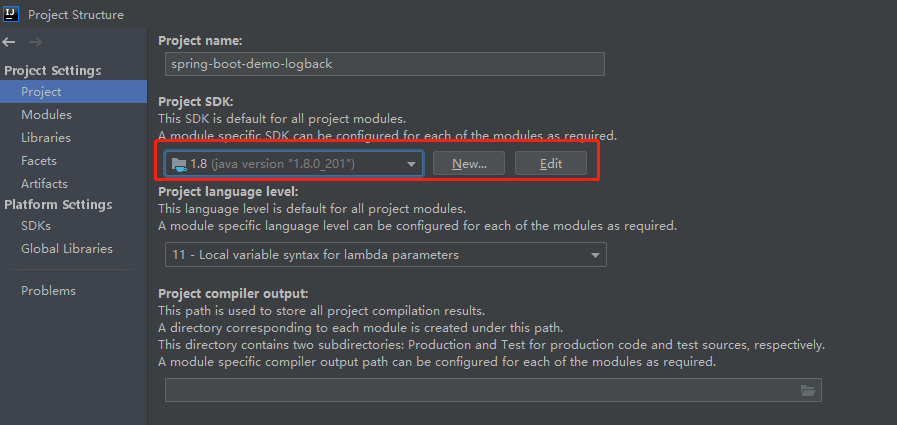 IJ
Project Structure
Project Settings
Project
Modules
Libraries
Facets
Artifacts
Platform Settings
SDKs
Global Libraries
Problems
Project name:
spring-boot-demo-logback
Project SDK:
This SDK is default for all project modules.
A module specific SDK can be configured for each of the modules as required.
1.8 (java version "1.8.0_201") New... Edit
Project language level:
This language level is default for all project modules.
A module specific language level can be configured for each of the modules as required.
11 - Local variable syntax for lambda parameters
Project compiler output:
This path is used to store all project compilation results.
A directory corresponding to each module is created under this path.
This directory contains two subdirectories: Production and Test for production code and test sources, respectively.
A module specific compiler output path can be configured for each of the modules as required.